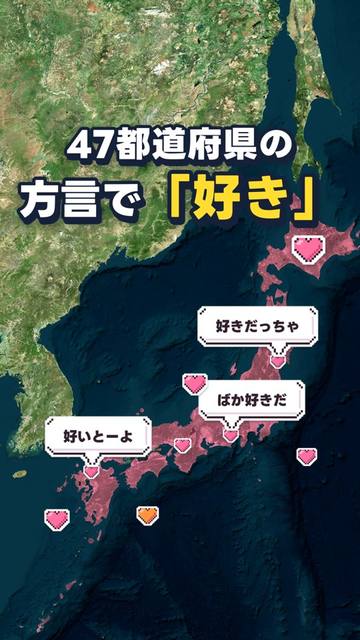 47都道府県の
方言で「好き」
好きだっちゃ
ばか好きだ
好いとーよ